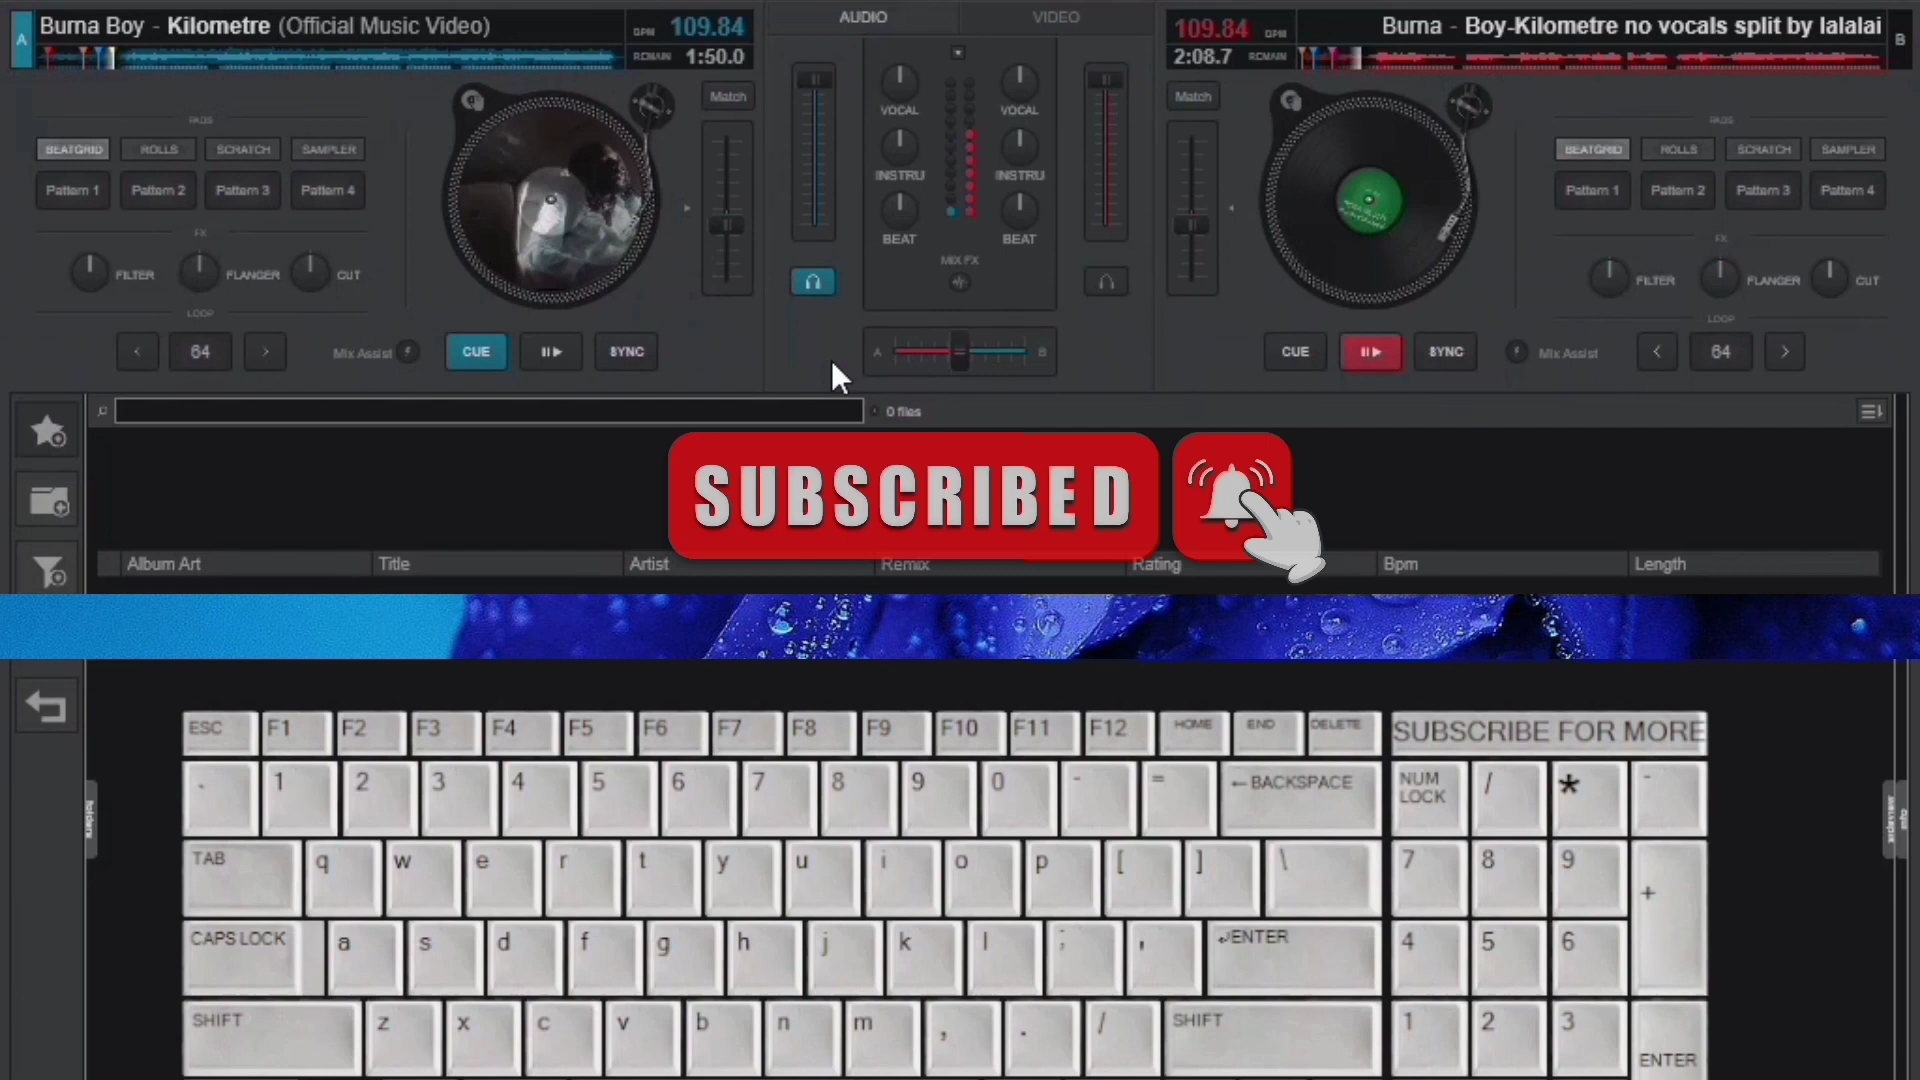 A
Burna Boy - Kilometre (Official Music Video)
BPM 109.84
REMAIN 1:50.0
AUDIO
VIDEO
109.84 BPM
2:08.7 REMAIN
Burna - Boy-Kilometre no vocals split by lalalai
B
Match
Match
PADS
BEATGRID ROLLS SCRATCH SAMPLER
Pattern 1 Pattern 2 Pattern 3 Pattern 4
FX
FILTER FLANGER CUT
LOOP
< 64 >
Mix Assist
CUE SYNC
VOCAL VOCAL
INSTRU INSTRU
BEAT BEAT
MIX FX
A B
PADS
BEATGRID ROLLS SCRATCH SAMPLER
Pattern 1 Pattern 2 Pattern 3 Pattern 4
FX
FILTER FLANGER CUT
LOOP
CUE SYNC
Mix Assist
< 64 >
0 files
SUBSCRIBED
Album Art Title Artist Remix Rating Bpm Length
folders
ESC F1 F2 F3 F4 F5 F6 F7 F8 F9 F10 F11 F12 HOME END DELETE SUBSCRIBE FOR MORE
. 1 2 3 4 5 6 7 8 9 0 - = ←BACKSPACE NUM LOCK / * -
TAB q w e r t y u i o p [ ] \ 7 8 9 +
CAPS LOCK a s d f g h j k l ; ' ↵ENTER 4 5 6
SHIFT z x c v b n m , . / SHIFT 1 2 3 ENTER